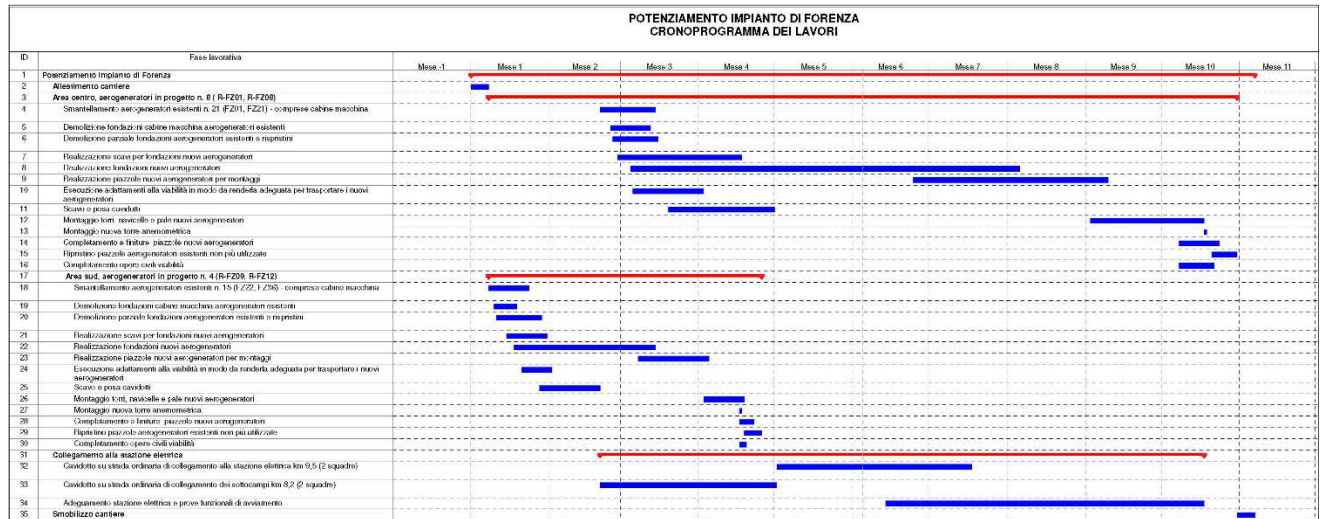 POTENZIAMENTO IMPIANTO DI FORENZA
CRONOPROGRAMMA DEI LAVORI
ID Fase lavorativa Mese -1 Mese 1 Mese 2 Mese 3 Mese 4 Mese 5 Mese 6 Mese 7 Mese 8 Mese 9 Mese 10 Mese 11
1 Potenziamento Impianto di Forenza
2 Allestimento cantiere
3 Area centro, aerogeneratori in progetto n. 8 ( R-FZ01, R-FZ08)
4 Smantellamento aerogeneratori esistenti n. 21 (FZ01, FZ21) - comprese cabine macchina
5 Demolizione fondazioni cabine macchina aerogeneratori esistenti
6 Demolizione parziale fondazioni aerogeneratori esistenti e ripristini
7 Realizzazione scavi per fondazioni nuovi aerogeneratori
8 Realizzazione fondazioni nuovi aerogeneratori
9 Realizzazione piazzole nuovi aerogeneratori per montaggi
10 Esecuzione adattamenti alla viabilità in modo da renderla adeguata per trasportare i nuovi
aerogeneratori
11 Scavo e posa cavidotti
12 Montaggio torri, navicelle e pale nuovi aerogeneratori
13 Montaggio nuova torre anemometrica
14 Completamento e finiture piazzole nuovi aerogeneratori
15 Ripristino piazzole aerogeneratori esistenti non più utilizzate
16 Completamento opere civili viabilità
17 Area sud, aerogeneratori in progetto n. 4 (R-FZ09, R-FZ12)
18 Smantellamento aerogeneratori esistenti n. 15 (FZ22, FZ36) - comprese cabine macchina
19 Demolizione fondazioni cabine macchina aerogeneratori esistenti
20 Demolizione parziale fondazioni aerogeneratori esistenti e ripristini
21 Realizzazione scavi per fondazioni nuovi aerogeneratori
22 Realizzazione fondazioni nuovi aerogeneratori
23 Realizzazione piazzole nuovi aerogeneratori per montaggi
24 Esecuzione adattamenti alla viabilità in modo da renderla adeguata per trasportare i nuovi
aerogeneratori
25 Scavo e posa cavidotti
26 Montaggio torri, navicelle e pale nuovi aerogeneratori
27 Montaggio nuova torre anemometrica
28 Completamento e finiture piazzole nuovi aerogeneratori
29 Ripristino piazzole aerogeneratori esistenti non più utilizzate
30 Completamento opere civili viabilità
31 Collegamento alla stazione elettrica
32 Cavidotto su strada ordinaria di collegamento alla stazione elettrica km 9,5 (2 squadre)
33 Cavidotto su strada ordinaria di collegamento dei sottocampi km 8,2 (2 squadre)
34 Adeguamento stazione elettrica e prove funzionali di avviamento
35 Smobilizzo cantiere